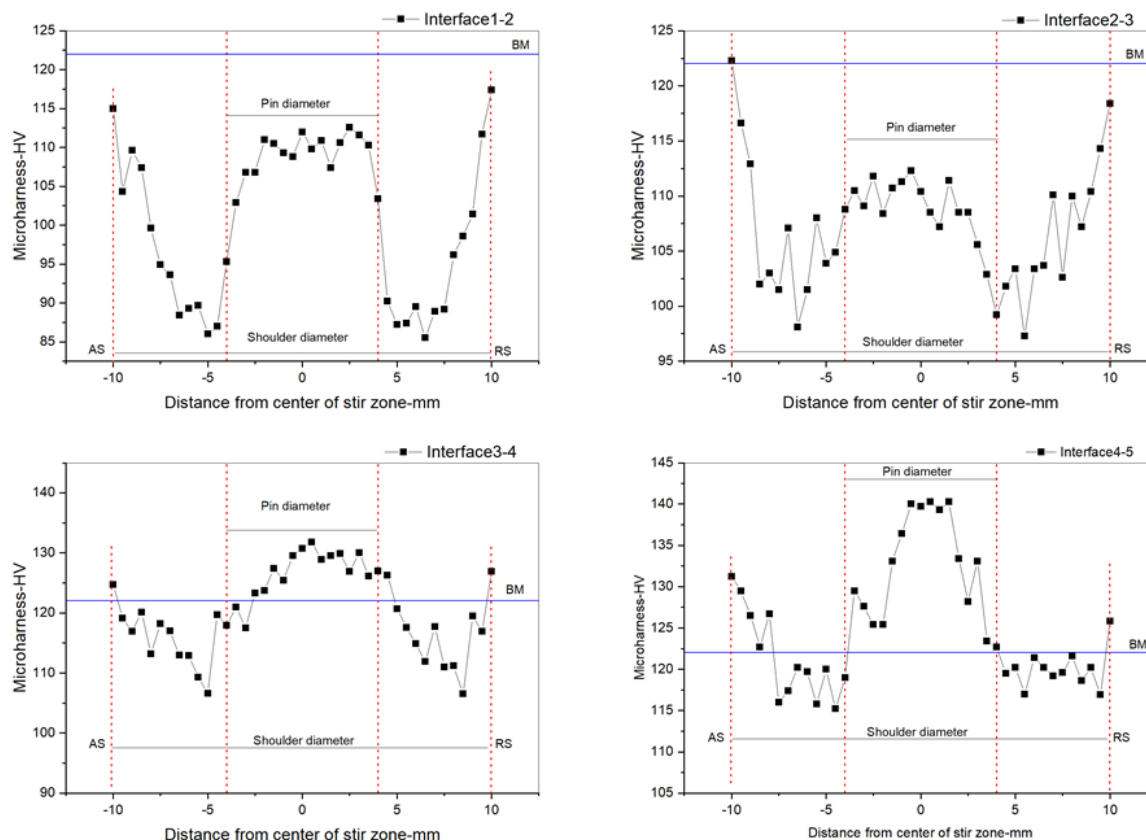 Interface1-2
125
120
115
110
105
100
95
90
85
Microharness-HV
BM
Pin diameter
Shoulder diameter
AS
RS
-10 -5 0 5 10
Distance from center of stir zone-mm
Interface2-3
125
120
115
110
105
100
95
Microharness-HV
BM
Pin diameter
Shoulder diameter
AS
RS
-10 -5 0 5 10
Distance from center of stir zone-mm
Interface3-4
140
130
120
110
100
90
Microharness-HV
Pin diameter
BM
Shoulder diameter
AS
RS
-10 -5 0 5 10
Distance from center of stir zone-mm
Interface4-5
145
140
135
130
125
120
115
110
105
Microharness-HV
Pin diameter
BM
Shoulder diameter
AS
RS
-10 -5 0 5 10
Distance from center of stir zone-mm